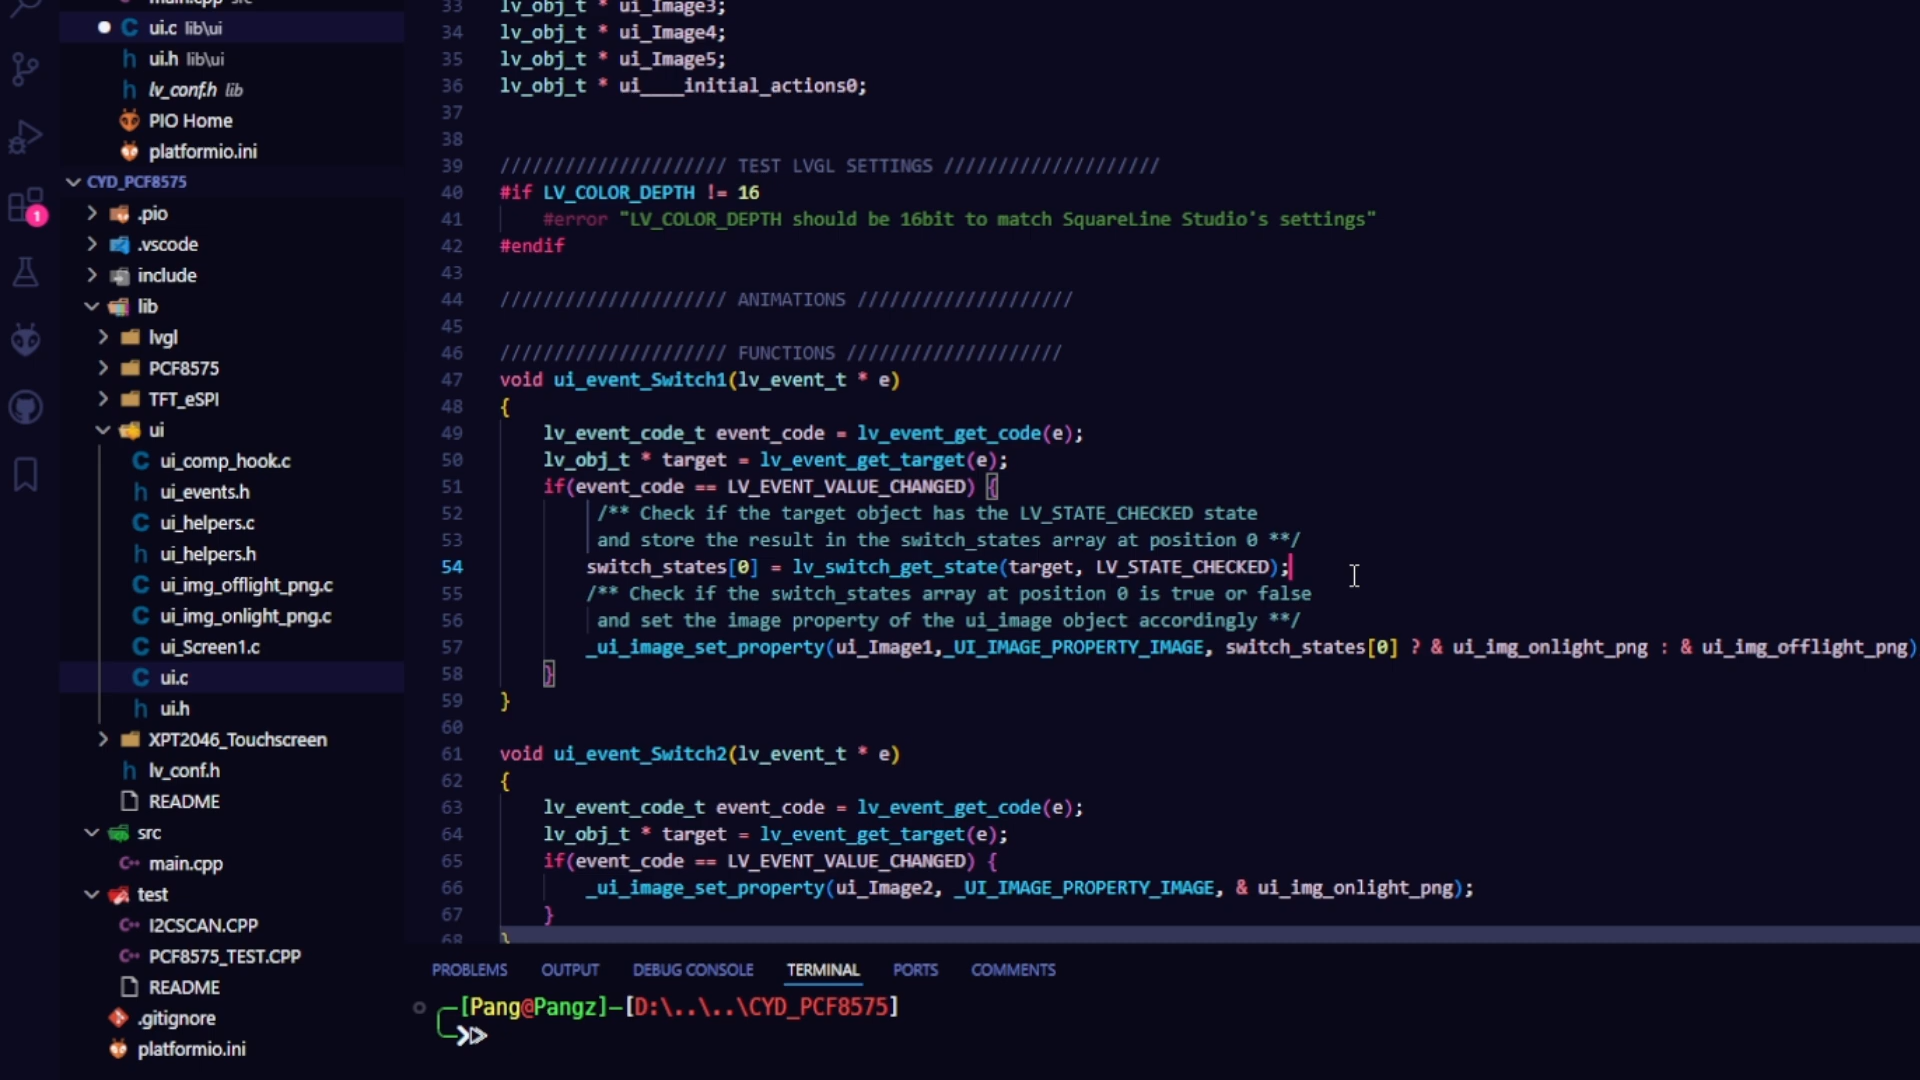 main.cpp src
ui.c lib\ui
ui.h lib\ui
lv_conf.h lib
PIO Home
platformio.ini
CYD_PCF8575
.pio
.vscode
include
lib
lvgl
PCF8575
TFT_eSPI
ui
ui_comp_hook.c
ui_events.h
ui_helpers.c
ui_helpers.h
ui_img_offlight_png.c
ui_img_onlight_png.c
ui_Screen1.c
ui.c
ui.h
XPT2046_Touchscreen
lv_conf.h
README
src
main.cpp
test
I2CSCAN.CPP
PCF8575_TEST.CPP
README
.gitignore
platformio.ini
1
33 lv_obj_t * ui_Image3;
34 lv_obj_t * ui_Image4;
35 lv_obj_t * ui_Image5;
36 lv_obj_t * ui____initial_actions0;
37
38
39 ///////////////////// TEST LVGL SETTINGS ////////////////////
40 #if LV_COLOR_DEPTH != 16
41 #error "LV_COLOR_DEPTH should be 16bit to match SquareLine Studio's settings"
42 #endif
43
44 ///////////////////// ANIMATIONS ////////////////////
45
46 ///////////////////// FUNCTIONS ////////////////////
47 void ui_event_Switch1(lv_event_t * e)
48 {
49 lv_event_code_t event_code = lv_event_get_code(e);
50 lv_obj_t * target = lv_event_get_target(e);
51 if(event_code == LV_EVENT_VALUE_CHANGED) {
52 /** Check if the target object has the LV_STATE_CHECKED state
53 and store the result in the switch_states array at position 0 **/
54 switch_states[0] = lv_switch_get_state(target, LV_STATE_CHECKED);
55 /** Check if the switch_states array at position 0 is true or false
56 and set the image property of the ui_image object accordingly **/
57 _ui_image_set_property(ui_Image1,_UI_IMAGE_PROPERTY_IMAGE, switch_states[0] ? & ui_img_onlight_png : & ui_img_offlight_png)
58 }
59 }
60
61 void ui_event_Switch2(lv_event_t * e)
62 {
63 lv_event_code_t event_code = lv_event_get_code(e);
64 lv_obj_t * target = lv_event_get_target(e);
65 if(event_code == LV_EVENT_VALUE_CHANGED) {
66 _ui_image_set_property(ui_Image2, _UI_IMAGE_PROPERTY_IMAGE, & ui_img_onlight_png);
67 }
68 }
PROBLEMS OUTPUT DEBUG CONSOLE TERMINAL PORTS COMMENTS
[Pang@Pangz]-[D:\..\..\CYD_PCF8575]